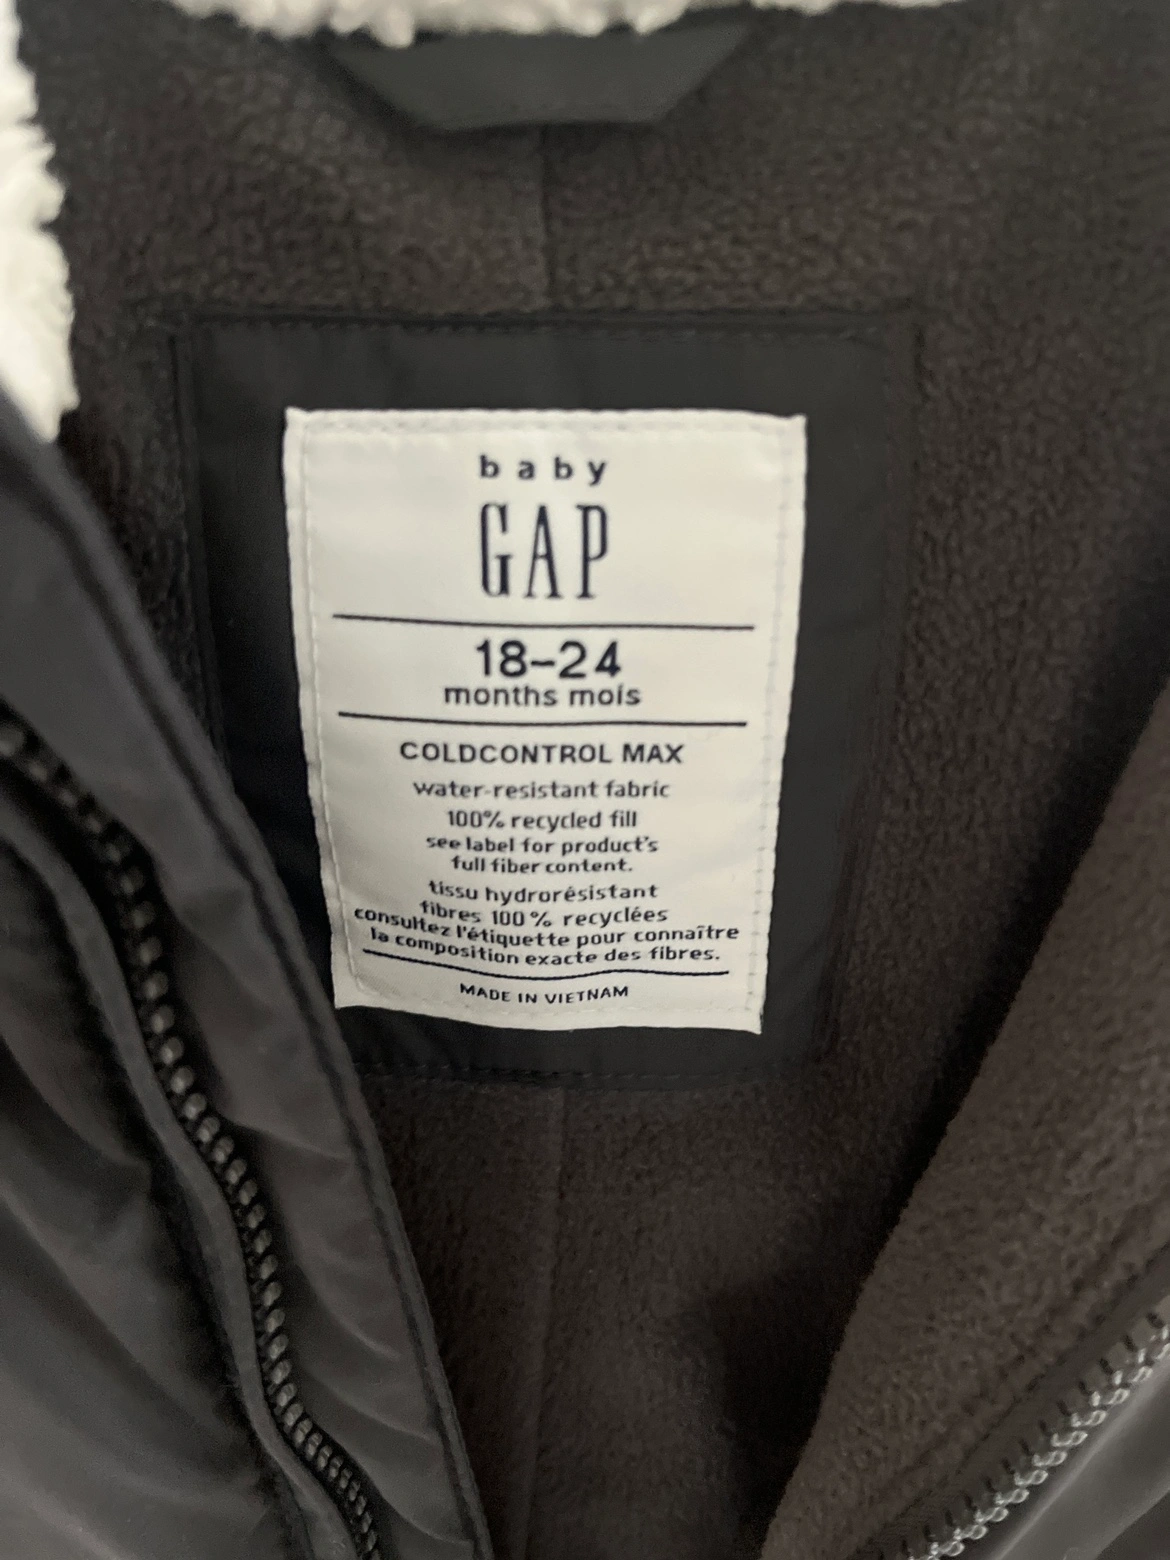 baby
GAP
18-24
months mois
COLDCONTROL MAX
water-resistant fabric
100% recycled fill
see label for product's
full fiber content.
tissu hydrorésistant
fibres 100 % recyclées
consultez l'étiquette pour connaître
la composition exacte des fibres.
MADE IN VIETNAM